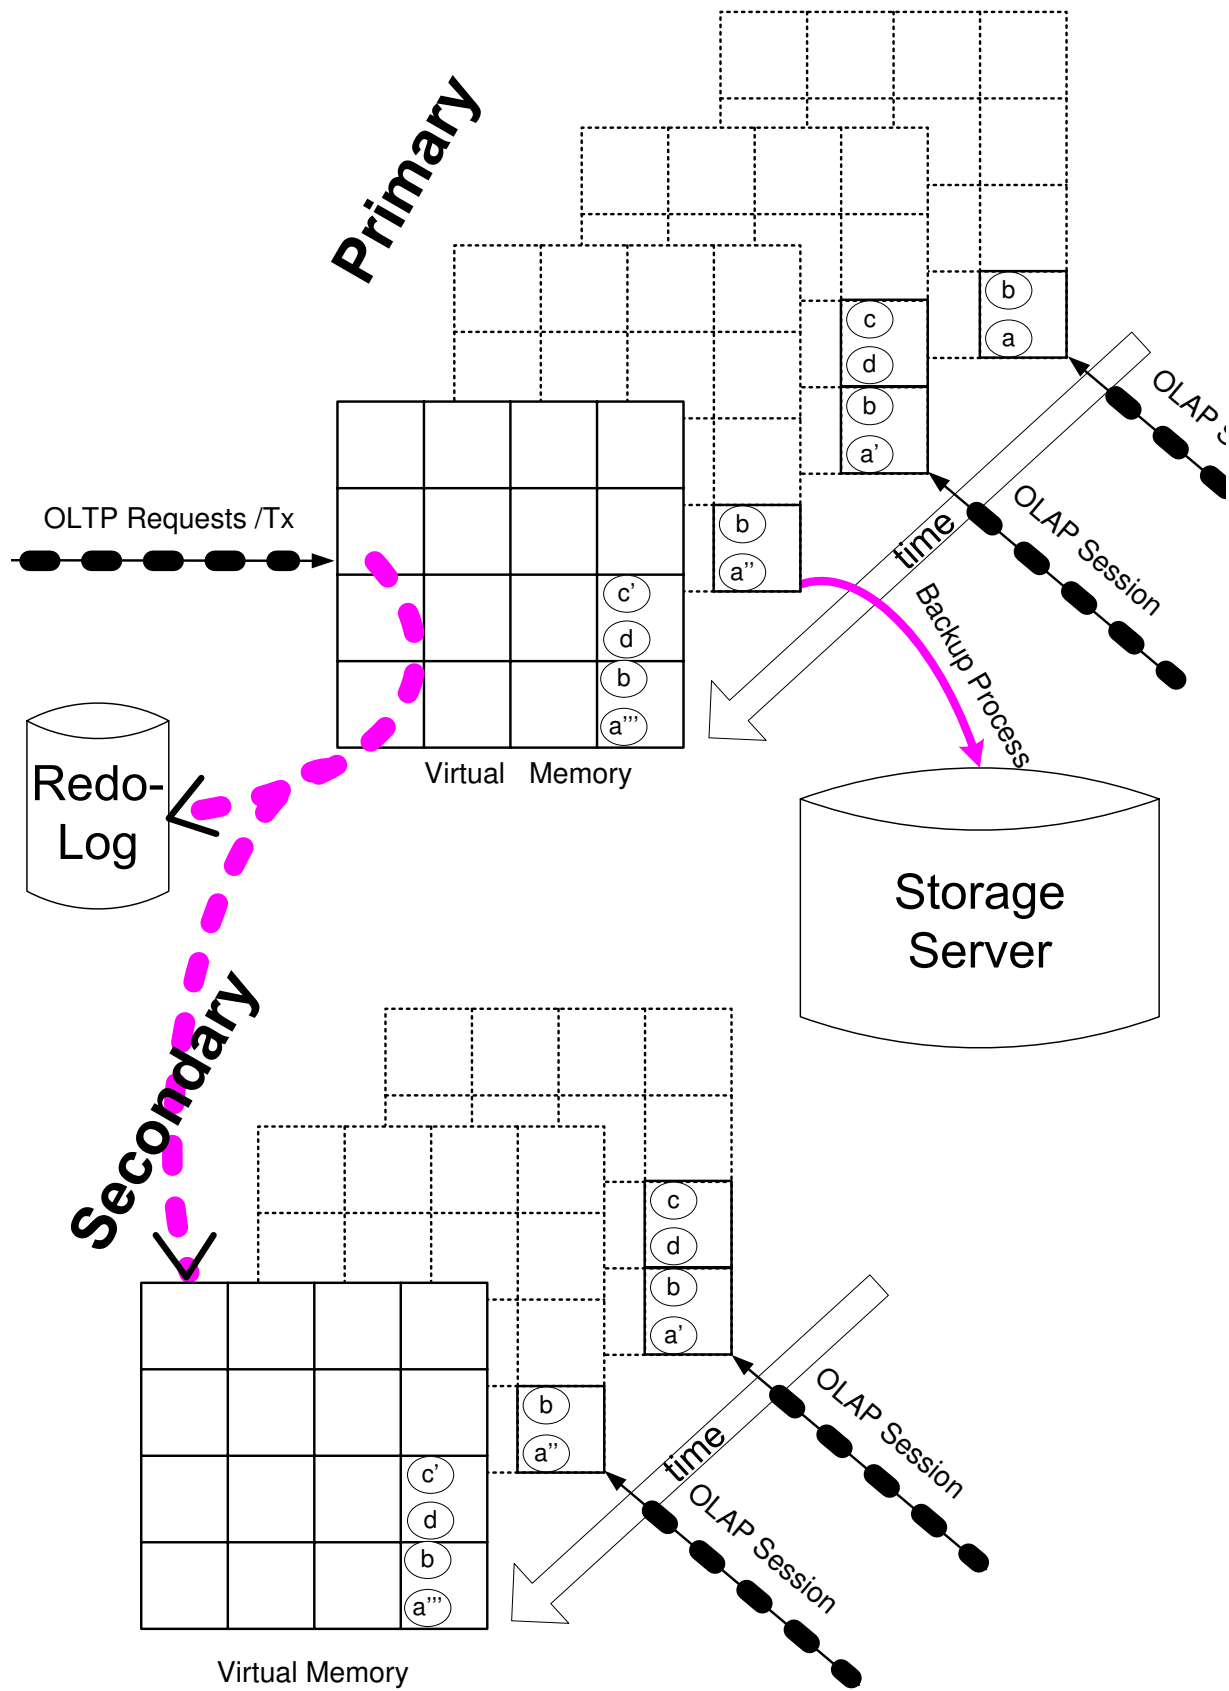 Primary
b
a
c
d
b
a'
OLAP S
OLTP Requests /Tx
b
a''
time
OLAP Session
c'
d
b
a'''
Backup Process
Virtual Memory
Redo-
Log
Storage
Server
Secondary
c
d
b
a'
b
a''
time
OLAP Session
c'
d
b
a'''
OLAP Session
Virtual Memory